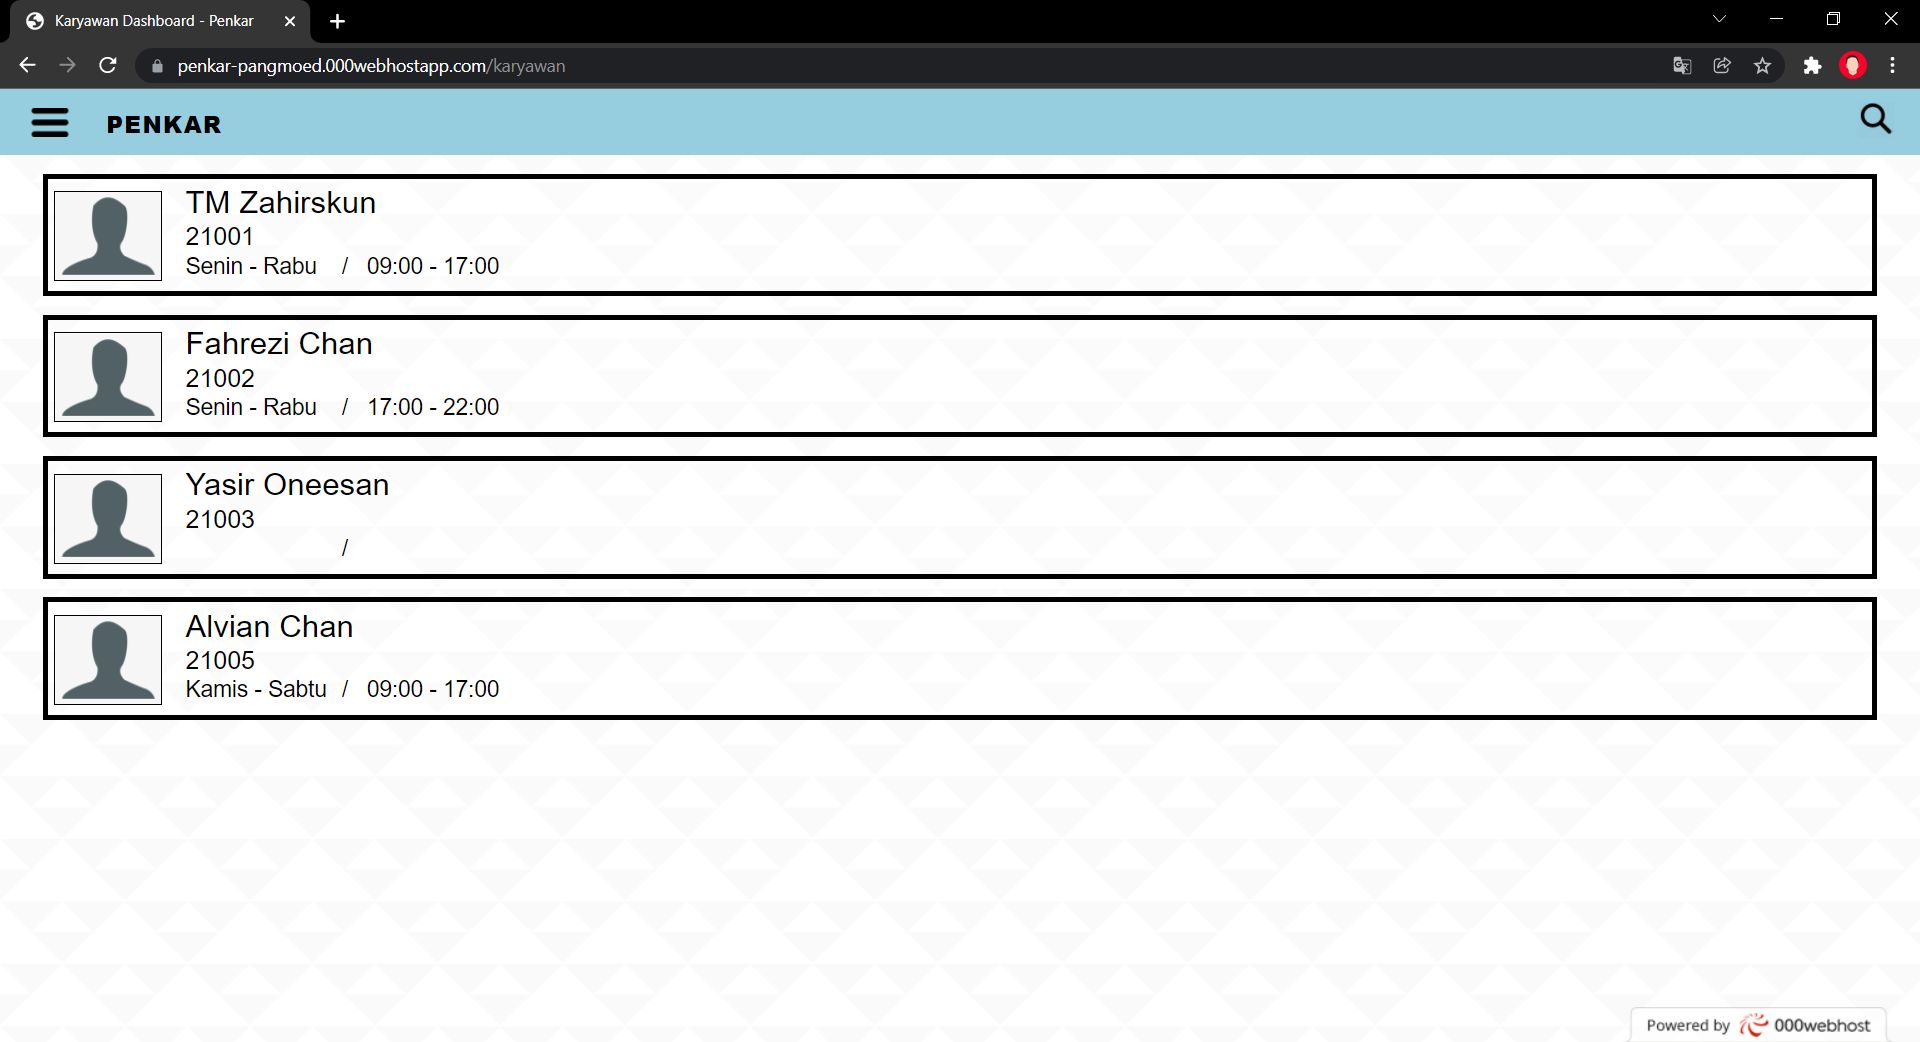 Karyawan Dashboard - Penkar
penkar-pangmoed.000webhostapp.com/karyawan
PENKAR
TM Zahirskun
21001
Senin - Rabu / 09:00 - 17:00
Fahrezi Chan
21002
Senin - Rabu / 17:00 - 22:00
Yasir Oneesan
21003
/
Alvian Chan
21005
Kamis - Sabtu / 09:00 - 17:00
Powered by 000webhost